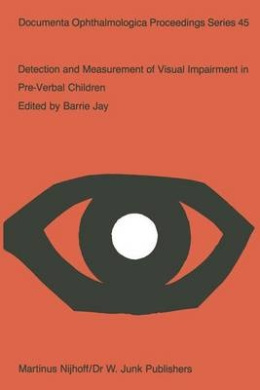 Documenta Ophthalmologica Proceedings Series 45
Detection and Measurement of Visual Impairment in
Pre-Verbal Children
Edited by Barrie Jay
Martinus Nijhoff/Dr W. Junk Publishers